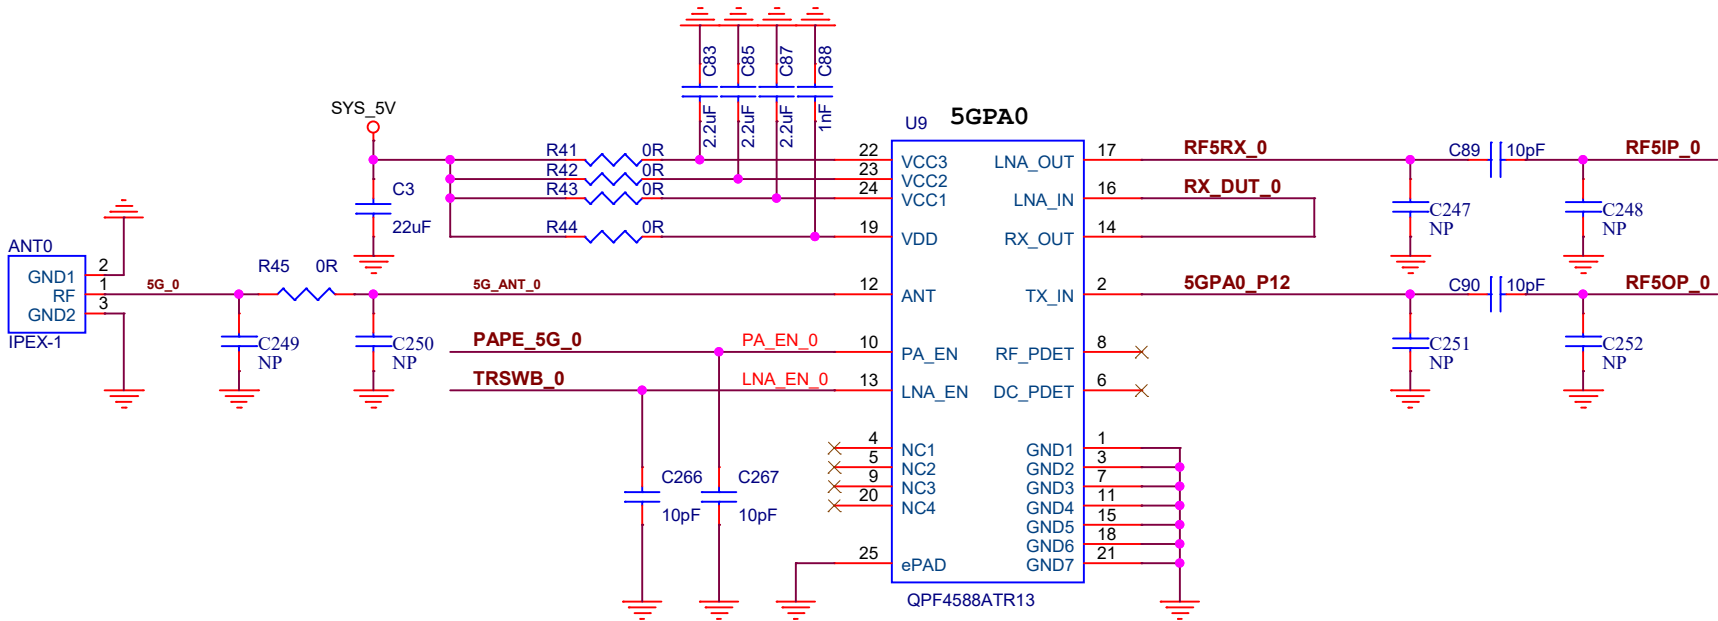 C83
C85
C87
C88
2.2uF
2.2uF
2.2uF
1nF
SYS_5V
U9
5GPA0
R41
0R
R42
0R
R43
0R
R44
0R
C3
22uF
22
VCC3
23
VCC2
24
VCC1
19
VDD
LNA_OUT
17
RF5RX_0
C89
10pF
RF5IP_0
LNA_IN
16
RX_DUT_0
RX_OUT
14
C247
NP
C248
NP
ANT0
GND1
2
RF
1
GND2
3
IPEX-1
5G_0
R45
0R
5G_ANT_0
12
ANT
TX_IN
2
5GPA0_P12
C90
10pF
RF5OP_0
C249
NP
C250
NP
PAPE_5G_0
PA_EN_0
10
PA_EN
RF_PDET
8
C251
NP
C252
NP
TRSWB_0
LNA_EN_0
13
LNA_EN
DC_PDET
6
4
NC1
5
NC2
9
NC3
20
NC4
GND1
1
GND2
3
GND3
7
GND4
11
GND5
15
GND6
18
GND7
21
C266
10pF
C267
10pF
25
ePAD
QPF4588ATR13